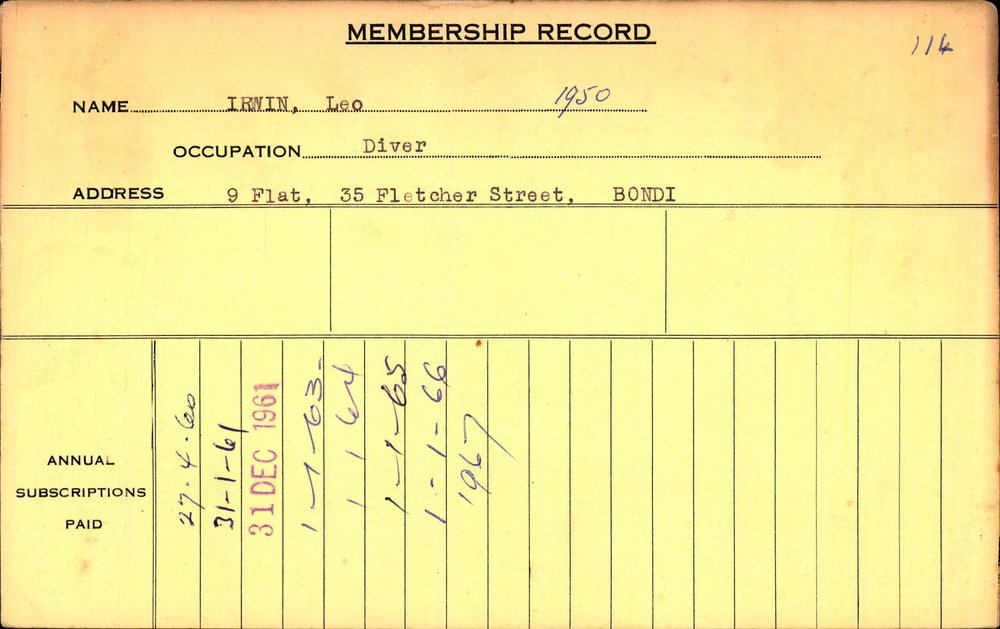 MEMBERSHIP RECORD
114
NAME IRWIN, Leo 1950
OCCUPATION Diver
ADDRESS 9 Flat, 35 Fletcher Street, BONDI
ANNUAL
SUBSCRIPTIONS
PAID
27.4.60
31-1-61
31 DEC 1961
1-1-63-
1 1 64
1-1-65
1-1-66
1967